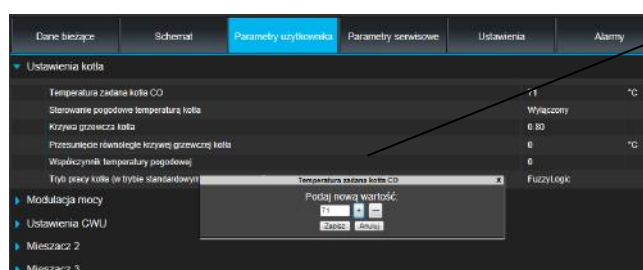 Dane bieżące Schemat Parametry użytkownika Parametry serwisowe Ustawienia Alarmy
Ustawienia kotła
Temperatura zadana kotła CO 71 °C
Sterowanie pogodowe temperaturą kotła Wyłączony
Krzywa grzewcza kotła 0.80
Przesunięcie równoległe krzywej grzewczej kotła 0 °C
Współczynnik temperatury pogodowej 0
Tryb pracy kotła (w trybie standardowym FuzzyLogic
Temperatura zadana kotła CO X
Podaj nową wartość:
71 + —
Zapisz Anuluj
Modulacja mocy
Ustawienia CWU
Mieszacz 2
Mieszacz 3